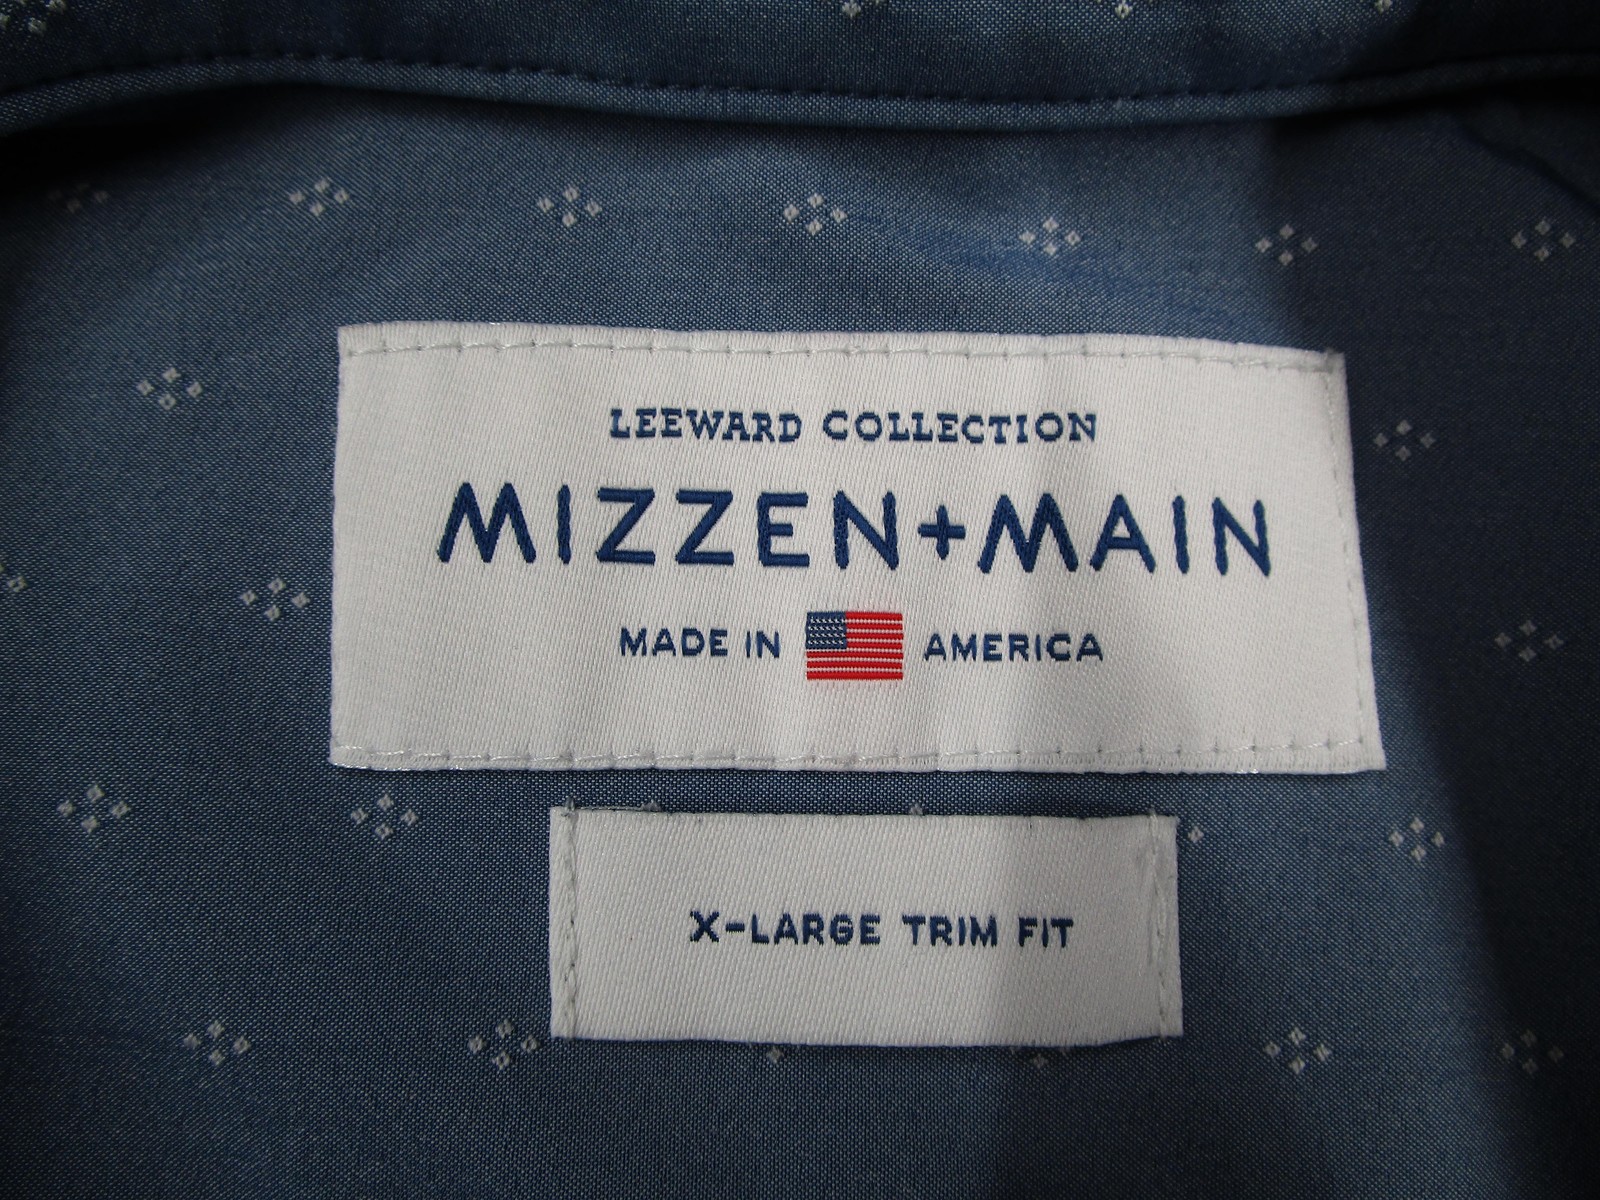 LEEWARD COLLECTION
MIZZEN+MAIN
MADE IN AMERICA
X-LARGE TRIM FIT